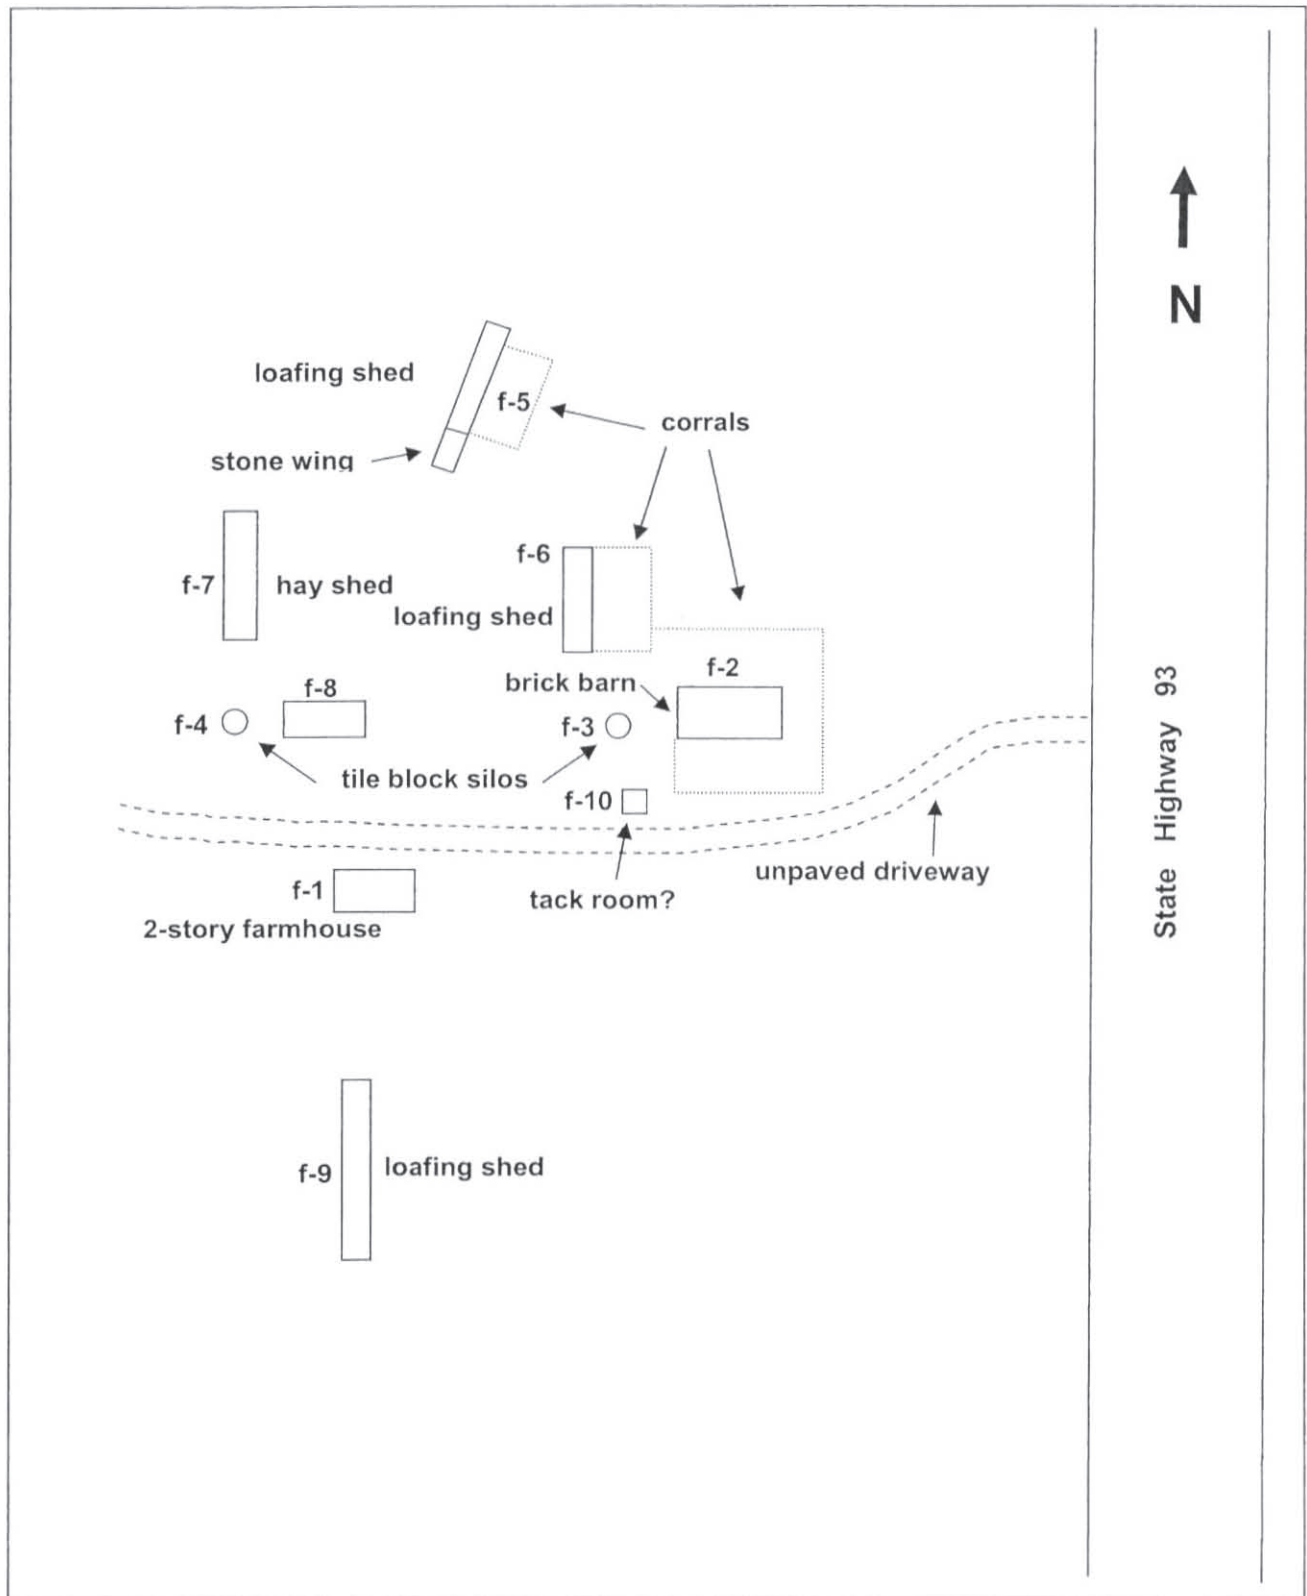 N
loafing shed
f-5
corrals
stone wing
f-6
f-7
hay shed
loafing shed
f-2
brick barn
f-8
f-4
f-3
tile block silos
f-10
unpaved driveway
f-1
tack room?
2-story farmhouse
State Highway 93
f-9
loafing shed